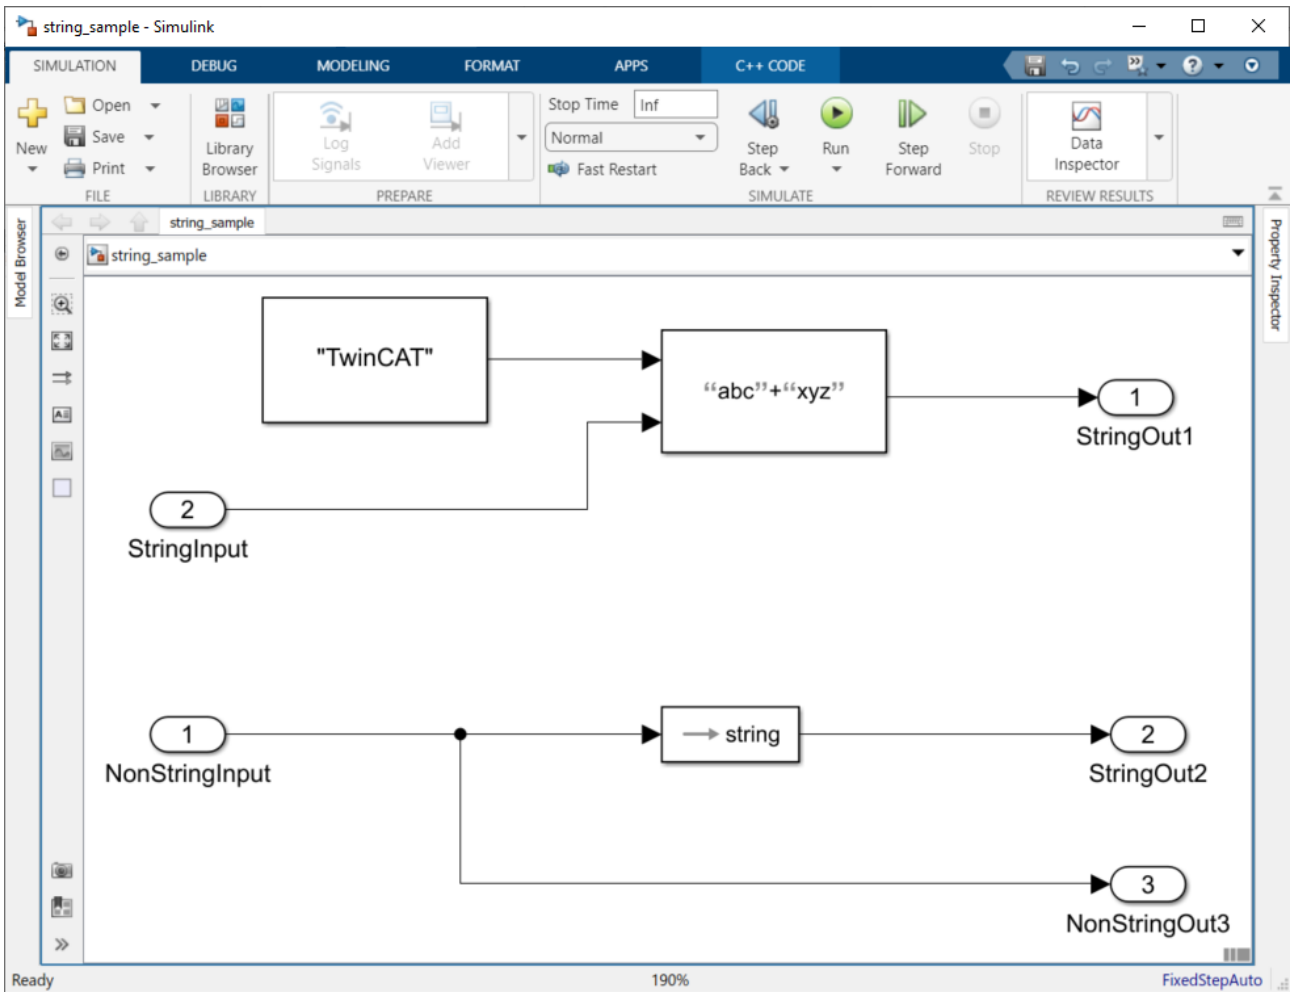 string_sample - Simulink
SIMULATION DEBUG MODELING FORMAT APPS C++ CODE
New
Open
Save
Print
FILE
Library
Browser
LIBRARY
Log
Signals
Add
Viewer
PREPARE
Stop Time Inf
Normal
Fast Restart
Step
Back
Run
Step
Forward
Stop
SIMULATE
Data
Inspector
REVIEW RESULTS
Model Browser
string_sample
string_sample
Property Inspector
"TwinCAT"
“abc”+“xyz”
1
StringOut1
2
StringInput
1
NonStringInput
string
2
StringOut2
3
NonStringOut3
Ready 190% FixedStepAuto